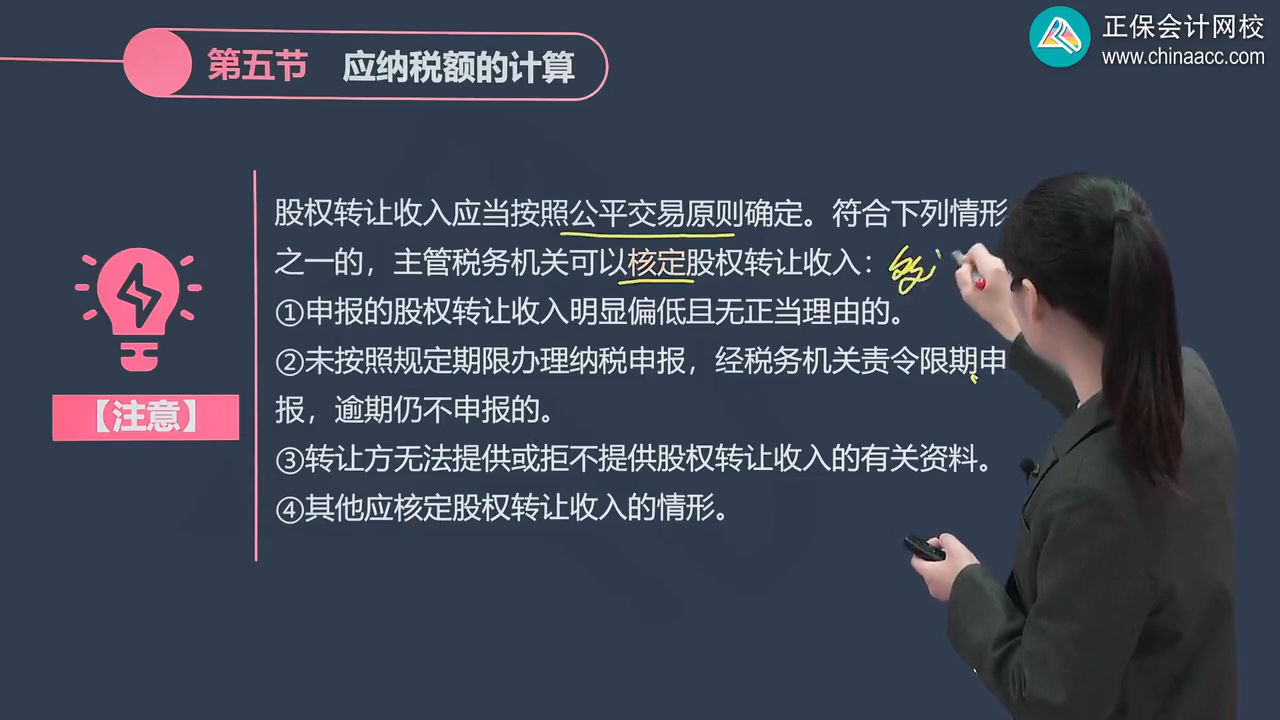 正保会计网校
www.chinaacc.com
第五节 应纳税额的计算
股权转让收入应当按照公平交易原则确定。符合下列情形
之一的，主管税务机关可以核定股权转让收入：
①申报的股权转让收入明显偏低且无正当理由的。
②未按照规定期限办理纳税申报，经税务机关责令限期申
报，逾期仍不申报的。
③转让方无法提供或拒不提供股权转让收入的有关资料。
④其他应核定股权转让收入的情形。
【注意】